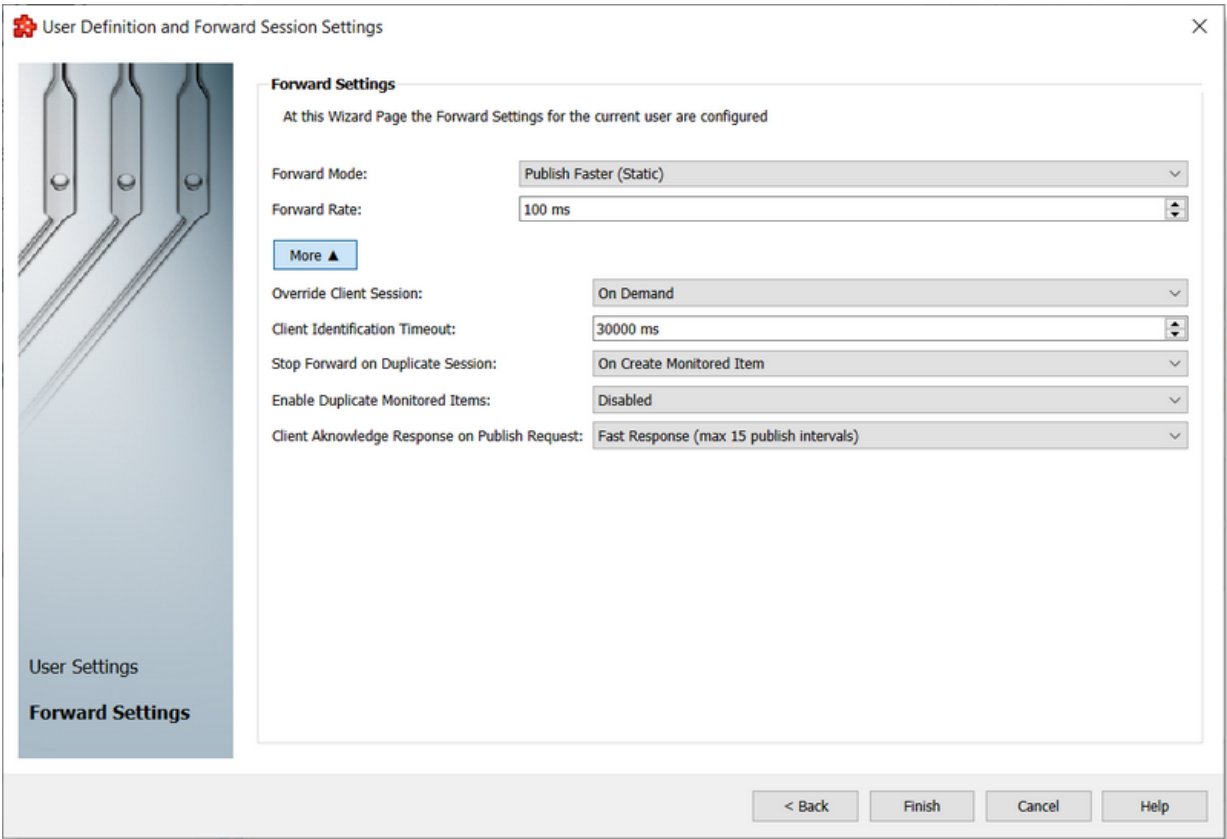 User Definition and Forward Session Settings
Forward Settings
At this Wizard Page the Forward Settings for the current user are configured
Forward Mode: Publish Faster (Static)
Forward Rate: 100 ms
More ▲
Override Client Session: On Demand
Client Identification Timeout: 30000 ms
Stop Forward on Duplicate Session: On Create Monitored Item
Enable Duplicate Monitored Items: Disabled
Client Aknowledge Response on Publish Request: Fast Response (max 15 publish intervals)
User Settings
Forward Settings
< Back Finish Cancel Help